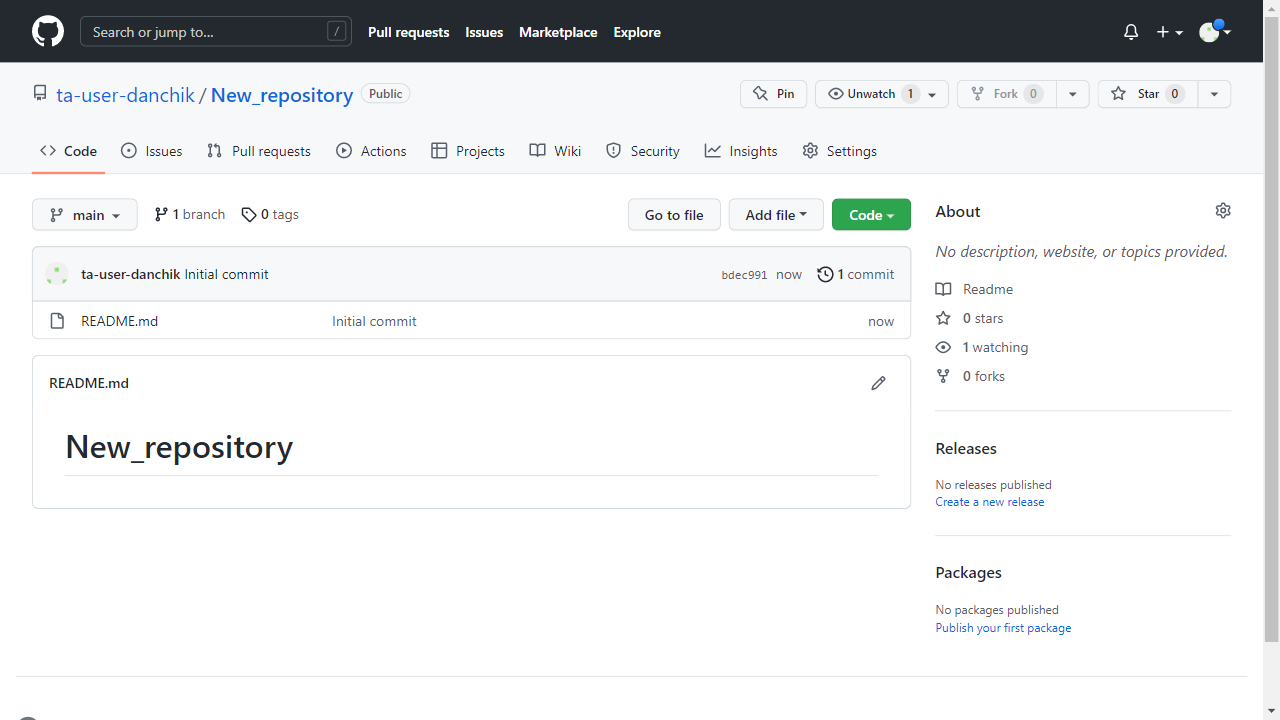 Search or jump to... /
Pull requests Issues Marketplace Explore
ta-user-danchik / New_repository Public
Pin Unwatch 1 Fork 0 Star 0
Code Issues Pull requests Actions Projects Wiki Security Insights Settings
main 1 branch 0 tags Go to file Add file Code
ta-user-danchik Initial commit bdec991 now 1 commit
README.md Initial commit now
README.md
New_repository
About
No description, website, or topics provided.
Readme
0 stars
1 watching
0 forks
Releases
No releases published
Create a new release
Packages
No packages published
Publish your first package